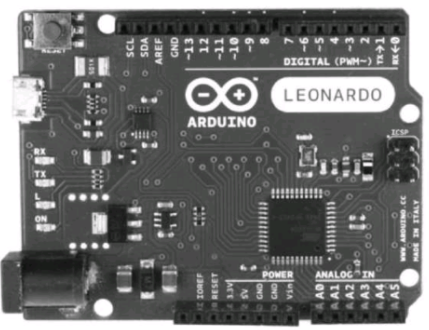 RESET
SCL
SDA
AREF
GND
~13
12
~11
~10
~9
8
7
~6
~5
4
~3
2
TX→1
RX←0
DIGITAL (PWM~)
ARDUINO
LEONARDO
ICSP
RX
TX
L
ON
WWW.ARDUINO.CC
MADE IN ITALY
POWER
ANALOG IN
IOREF
RESET
3.3V
5V
GND
GND
Vin
A0
A1
A2
A3
A4
A5